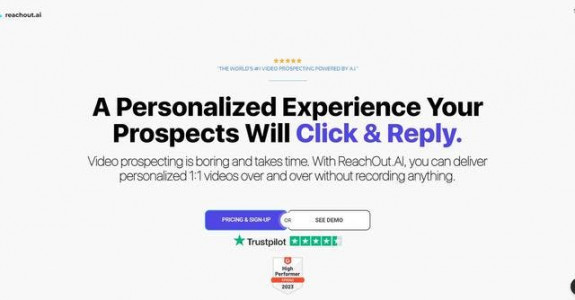 reachout.ai
"THE WORLD'S #1 VIDEO PROSPECTING POWERED BY A.I."
A Personalized Experience Your
Prospects Will Click & Reply.
Video prospecting is boring and takes time. With ReachOut.AI, you can deliver
personalized 1:1 videos over and over without recording anything.
PRICING & SIGN-UP OR SEE DEMO
Trustpilot
High
Performer
2023